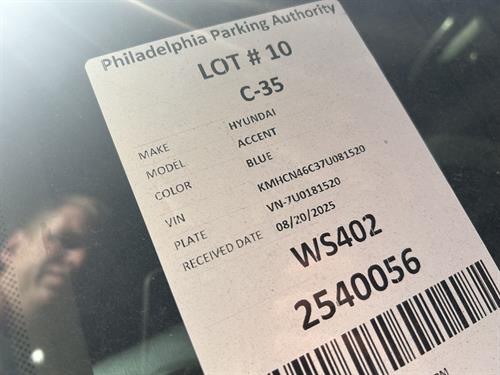 Philadelphia Parking Authority
LOT # 10
C-35
MAKE HYUNDAI
MODEL ACCENT
COLOR BLUE
VIN KMHCN46C37U081520
PLATE VN-7U0181520
RECEIVED DATE 08/20/2025
WS402
2540056